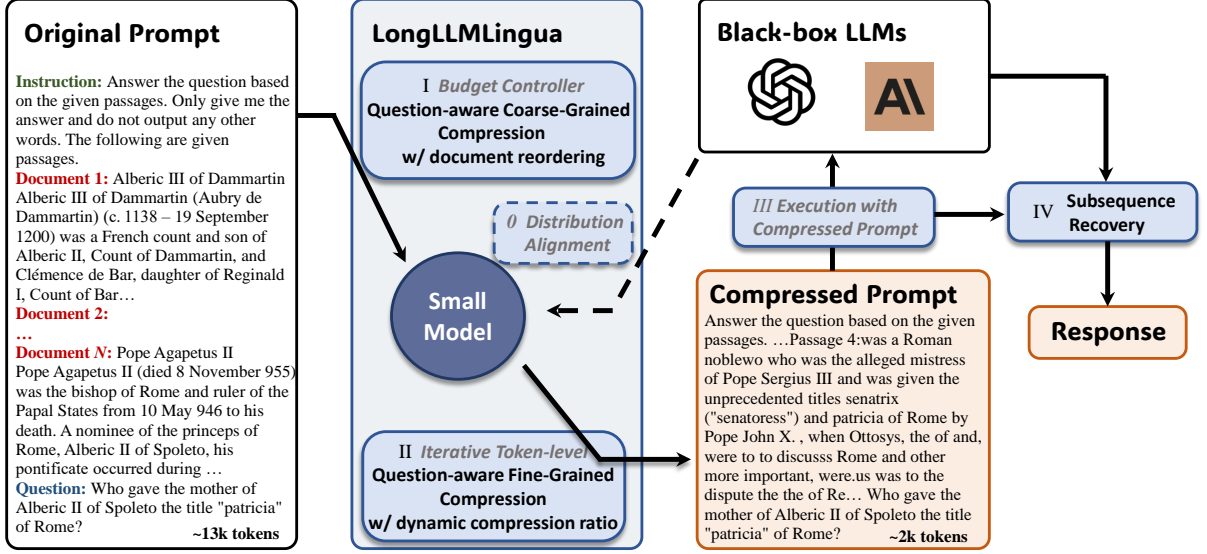 Original Prompt
Instruction: Answer the question based
on the given passages. Only give me the
answer and do not output any other
words. The following are given
passages.
Document 1: Alberic III of Dammartin
Alberic III of Dammartin (Aubry de
Dammartin) (c. 1138 – 19 September
1200) was a French count and son of
Alberic II, Count of Dammartin, and
Clémence de Bar, daughter of Reginald
I, Count of Bar…
Document 2:
…
Document N: Pope Agapetus II
Pope Agapetus II (died 8 November 955)
was the bishop of Rome and ruler of the
Papal States from 10 May 946 to his
death. A nominee of the princeps of
Rome, Alberic II of Spoleto, his
pontificate occurred during …
Question: Who gave the mother of
Alberic II of Spoleto the title "patricia"
of Rome?
~13k tokens
LongLLMLingua
I Budget Controller
Question-aware Coarse-Grained
Compression
w/ document reordering
0 Distribution
Alignment
Small
Model
II Iterative Token-level
Question-aware Fine-Grained
Compression
w/ dynamic compression ratio
Black-box LLMs
A\
III Execution with
Compressed Prompt
IV Subsequence
Recovery
Compressed Prompt
Answer the question based on the given
passages. …Passage 4:was a Roman
noblewo who was the alleged mistress
of Pope Sergius III and was given the
unprecedented titles senatrix
("senatoress") and patricia of Rome by
Pope John X. , when Ottosys, the of and,
were to to discusss Rome and other
more important, were.us was to the
dispute the the of Re… Who gave the
mother of Alberic II of Spoleto the title
"patricia" of Rome?
~2k tokens
Response